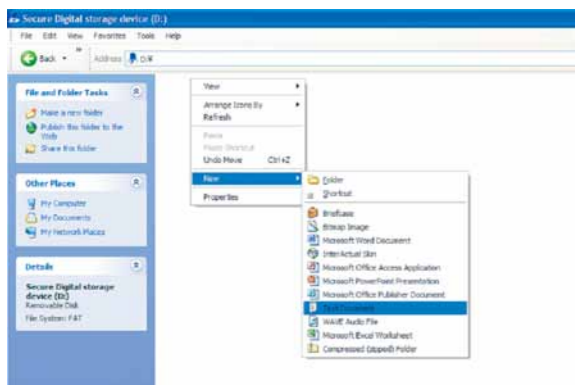 Secure Digital storage device (D:)
File Edit View Favorites Tools Help
Back
Address D:¥
File and Folder Tasks
Make a new folder
Publish this folder to the
Web
Share this folder
Other Places
My Computer
My Documents
My Network Places
Details
Secure Digital storage
device (D:)
Removable Disk
File System: FAT
View
Arrange Icons By
Refresh
Paste
Paste Shortcut
Undo Move Ctrl+Z
New
Properties
Folder
Shortcut
Briefcase
Bitmap Image
Microsoft Word Document
InterActual Skin
Microsoft Office Access Application
Microsoft PowerPoint Presentation
Microsoft Office Publisher Document
Text Document
WAVE Audio File
Microsoft Excel Worksheet
Compressed (zipped) Folder